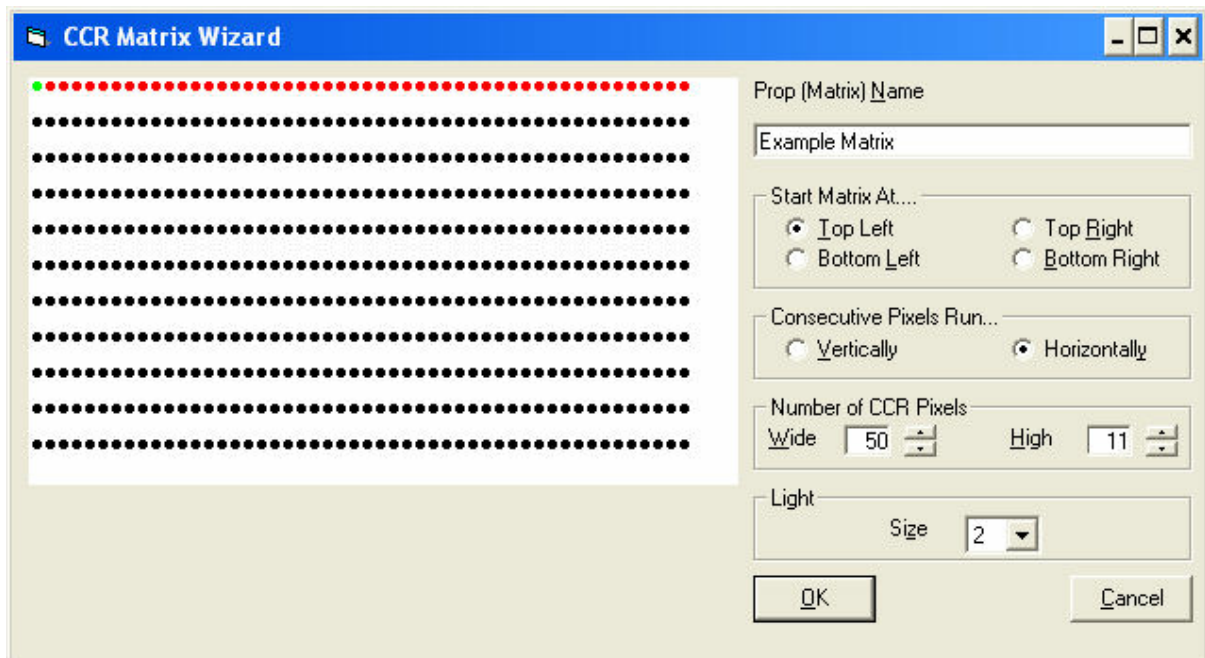 CCR Matrix Wizard
Prop (Matrix) Name
Example Matrix
Start Matrix At....
Top Left
Top Right
Bottom Left
Bottom Right
Consecutive Pixels Run...
Vertically
Horizontally
Number of CCR Pixels
Wide 50 High 11
Light
Size 2
OK Cancel